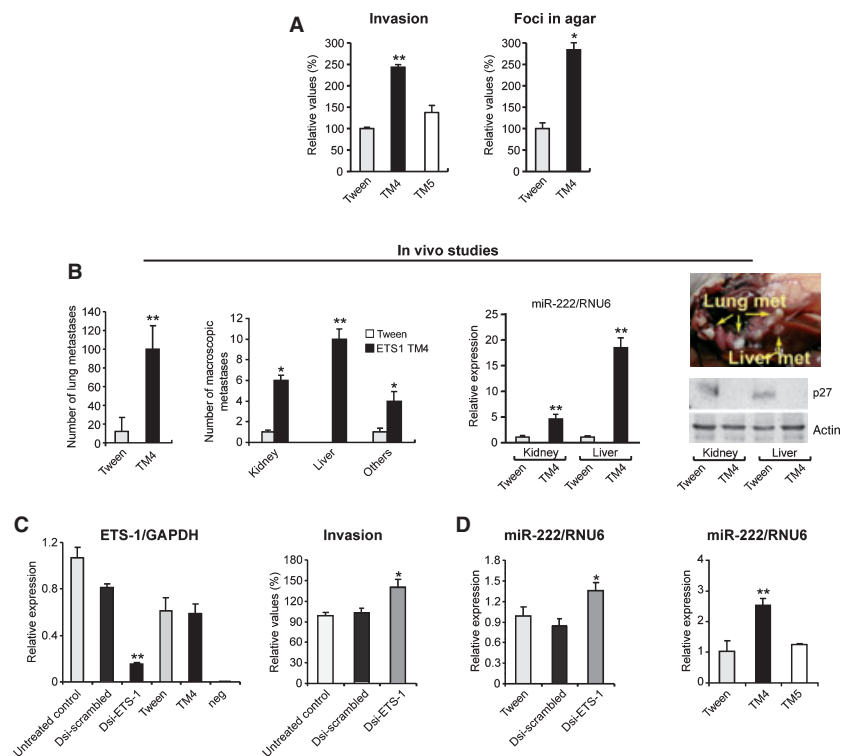 A
Invasion
Relative values (%)
300
250
200
150
100
50
0
**
Tween
TM4
TM5
Foci in agar
Relative values (%)
300
250
200
150
100
50
0
*
Tween
TM4
In vivo studies
B
Number of lung metastases
140
120
100
80
60
40
20
0
**
Tween
TM4
Number of macroscopic
metastases
12
10
8
6
4
2
0
*
**
*
Tween
ETS1 TM4
Kidney
Liver
Others
miR-222/RNU6
Relative expression
25
20
15
10
5
0
**
**
Tween
TM4
Tween
TM4
Kidney
Liver
Lung met
Liver met
p27
Actin
Kidney
Liver
Tween
TM4
Tween
TM4
C
ETS-1/GAPDH
Relative expression
1.2
0.8
0.4
0
**
Untreated control
Dsi-scrambled
Dsi-ETS-1
Tween
TM4
neg
Invasion
Relative values (%)
180
150
120
90
60
30
0
*
Untreated control
Dsi-scrambled
Dsi-ETS-1
D
miR-222/RNU6
Relative expression
1.8
1.5
1.2
0.9
0.6
0.3
0
*
Tween
Dsi-scrambled
Dsi-ETS-1
miR-222/RNU6
Relative expression
4
3
2
1
0
**
Tween
TM4
TM5